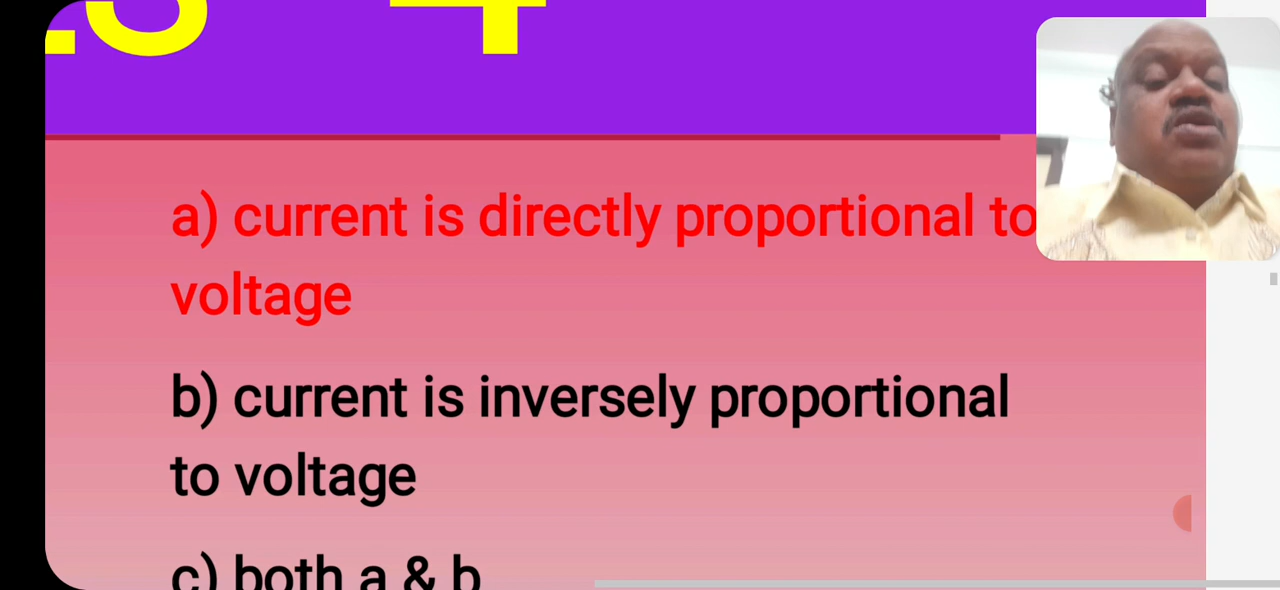 a) current is directly proportional to
voltage
b) current is inversely proportional
to voltage
c) both a & b